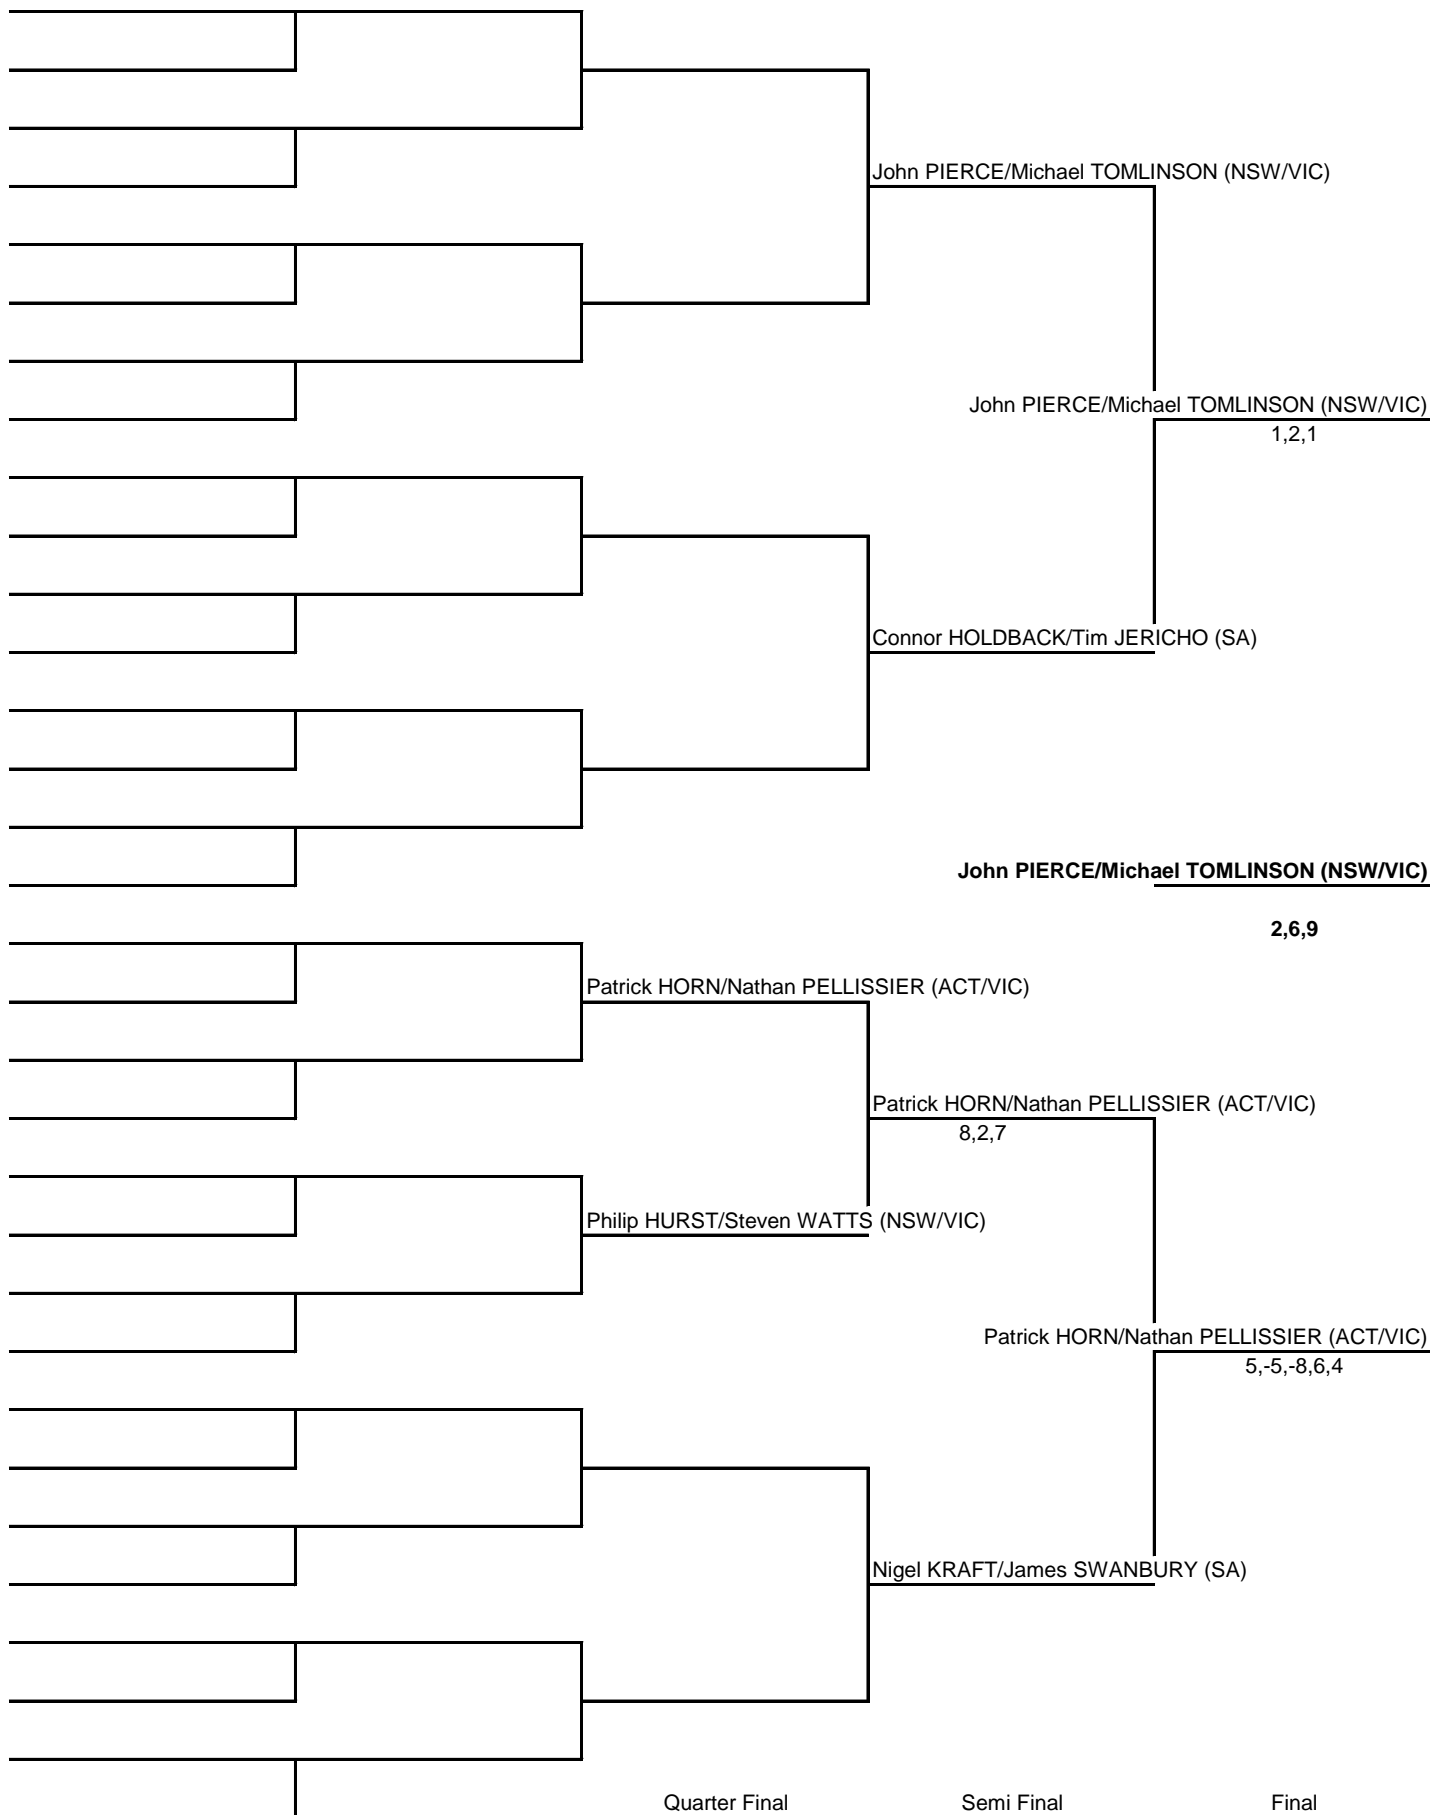 John PIERCE/Michael TOMLINSON (NSW/VIC)
John PIERCE/Michael TOMLINSON (NSW/VIC)
1,2,1
Connor HOLDBACK/Tim JERICHO (SA)
John PIERCE/Michael TOMLINSON (NSW/VIC)
2,6,9
Patrick HORN/Nathan PELLISSIER (ACT/VIC)
Patrick HORN/Nathan PELLISSIER (ACT/VIC)
8,2,7
Philip HURST/Steven WATTS (NSW/VIC)
Patrick HORN/Nathan PELLISSIER (ACT/VIC)
5,-5,-8,6,4
Nigel KRAFT/James SWANBURY (SA)
Quarter Final Semi Final Final